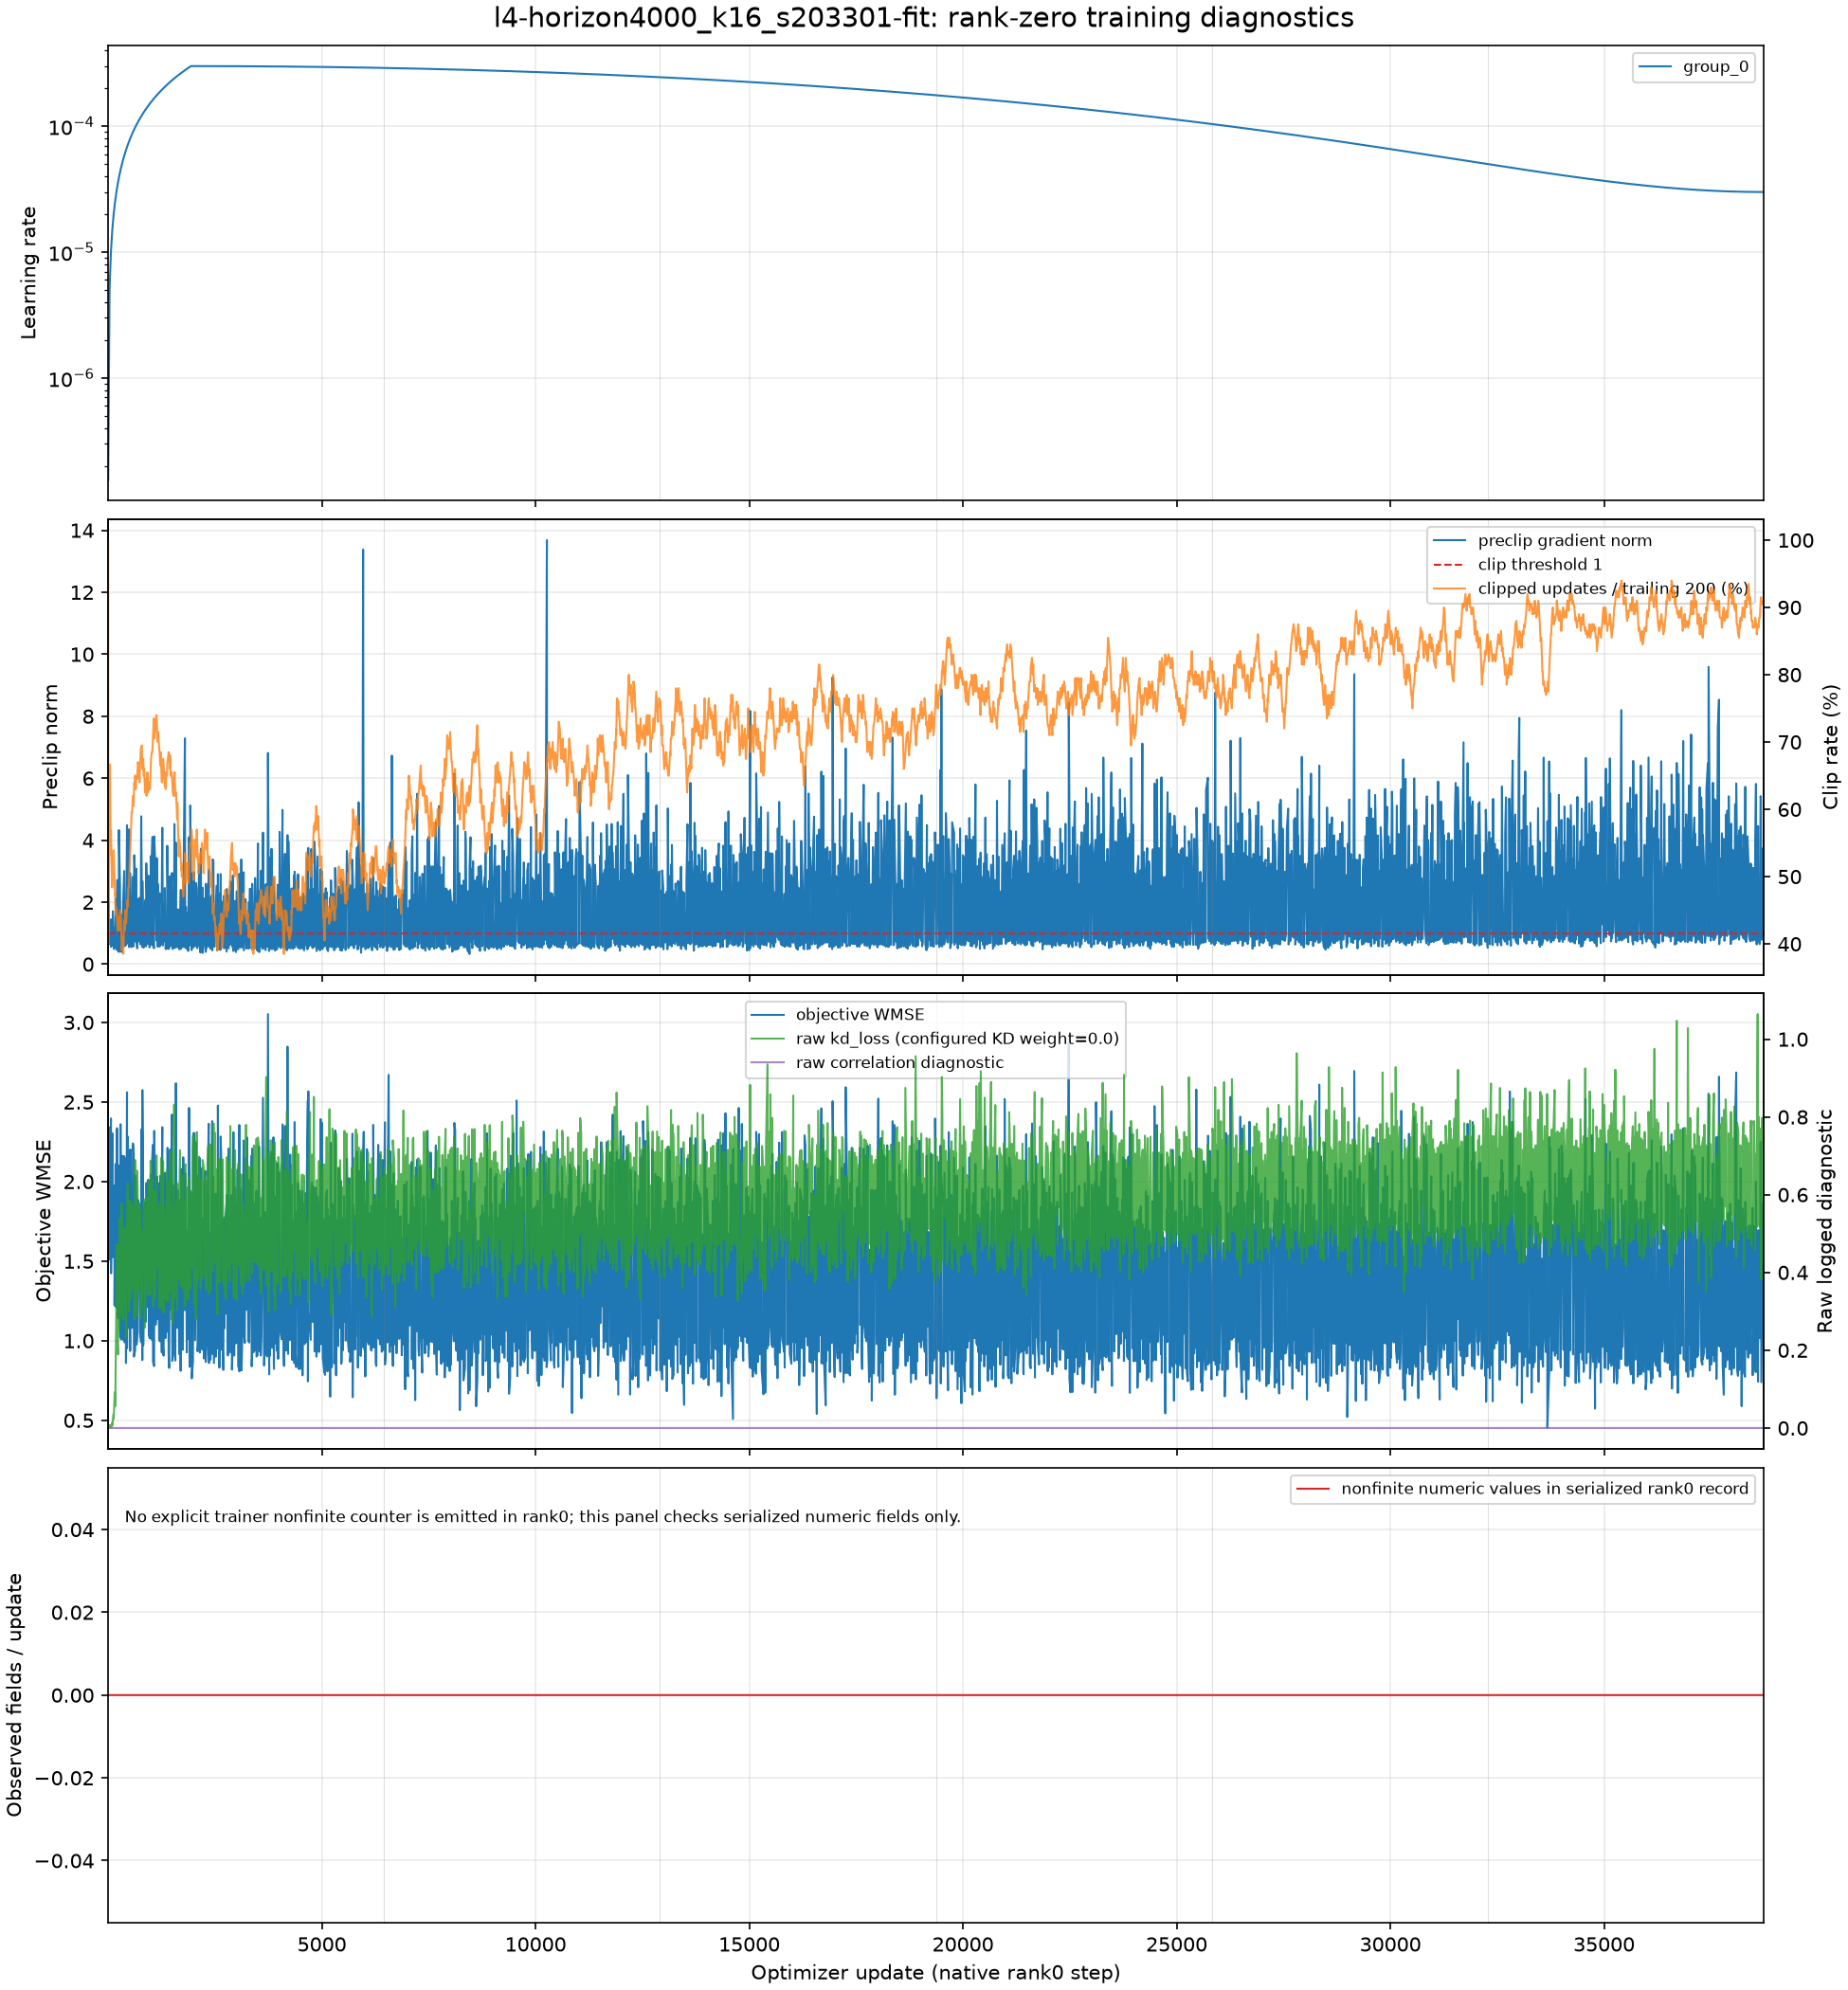 l4-horizon4000_k16_s203301-fit: rank-zero training diagnostics
group_0
10⁻⁴
10⁻⁵
10⁻⁶
Learning rate
preclip gradient norm
clip threshold 1
clipped updates / trailing 200 (%)
14
12
10
8
6
4
2
0
Preclip norm
100
90
80
70
60
50
40
Clip rate (%)
objective WMSE
raw kd_loss (configured KD weight=0.0)
raw correlation diagnostic
3.0
2.5
2.0
1.5
1.0
0.5
Objective WMSE
1.0
0.8
0.6
0.4
0.2
0.0
Raw logged diagnostic
nonfinite numeric values in serialized rank0 record
No explicit trainer nonfinite counter is emitted in rank0; this panel checks serialized numeric fields only.
0.04
0.02
0.00
−0.02
−0.04
Observed fields / update
5000 10000 15000 20000 25000 30000 35000
Optimizer update (native rank0 step)